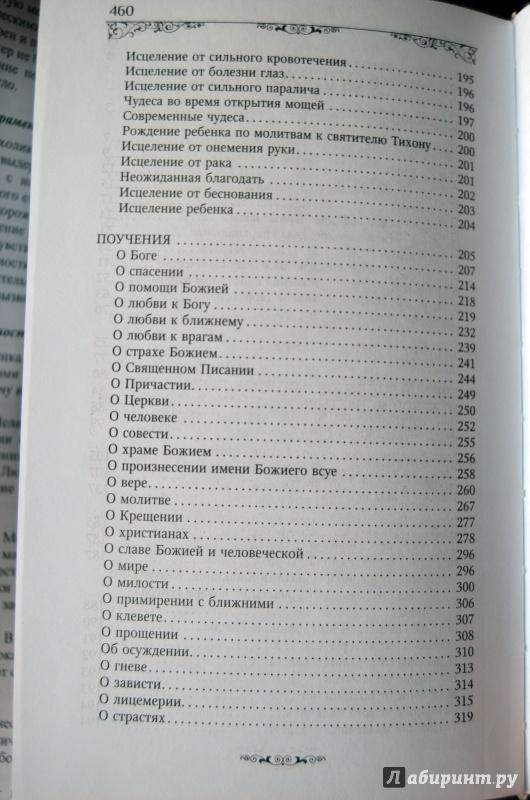 460
Исцеление от сильного кровотечения ........ 195
Исцеление от болезни глаз ........ 196
Исцеление от сильного паралича ........ 196
Чудеса во время открытия мощей ........ 197
Современные чудеса ........ 200
Рождение ребенка по молитвам к святителю Тихону ........ 200
Исцеление от онемения руки ........ 201
Исцеление от рака ........ 201
Неожиданная благодать ........ 202
Исцеление от беснования ........ 203
Исцеление ребенка ........ 204
ПОУЧЕНИЯ ........ 205
О Боге ........ 207
О спасении ........ 214
О помощи Божией ........ 218
О любви к Богу ........ 219
О любви к ближнему ........ 232
О любви к врагам ........ 239
О страхе Божием ........ 241
О Священном Писании ........ 244
О Причастии ........ 249
О Церкви ........ 250
О человеке ........ 252
О совести ........ 255
О храме Божием ........ 256
О произнесении имени Божиего всуе ........ 258
О вере ........ 260
О молитве ........ 267
О Крещении ........ 277
О христианах ........ 278
О славе Божией и человеческой ........ 296
О мире ........ 296
О милости ........ 300
О примирении с ближними ........ 306
О клевете ........ 307
О прощении ........ 308
Об осуждении ........ 310
О гневе ........ 313
О зависти ........ 314
О лицемерии ........ 315
О страстях ........ 319
Лабиринт.ру